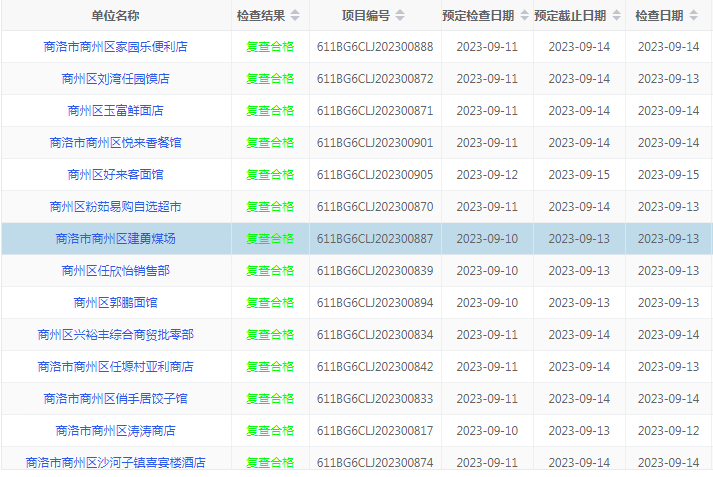 单位名称 检查结果 项目编号 预定检查日期 预定截止日期 检查日期
商洛市商州区家园乐便利店 复查合格 611BG6CLJ202300888 2023-09-11 2023-09-14 2023-09-14
商州区刘湾任园馍店 复查合格 611BG6CLJ202300872 2023-09-11 2023-09-14 2023-09-13
商州区玉富鲜面店 复查合格 611BG6CLJ202300871 2023-09-11 2023-09-14 2023-09-14
商洛市商州区悦来香餐馆 复查合格 611BG6CLJ202300901 2023-09-11 2023-09-14 2023-09-14
商州区好来客面馆 复查合格 611BG6CLJ202300905 2023-09-12 2023-09-15 2023-09-15
商州区粉茹易购自选超市 复查合格 611BG6CLJ202300870 2023-09-11 2023-09-14 2023-09-13
商洛市商州区建勇煤场 复查合格 611BG6CLJ202300887 2023-09-10 2023-09-13 2023-09-13
商州区任欣怡销售部 复查合格 611BG6CLJ202300839 2023-09-10 2023-09-13 2023-09-13
商州区郭鹏面馆 复查合格 611BG6CLJ202300894 2023-09-10 2023-09-13 2023-09-13
商州区兴裕丰综合商贸批零部 复查合格 611BG6CLJ202300834 2023-09-11 2023-09-14 2023-09-14
商洛市商州区任塬村亚利商店 复查合格 611BG6CLJ202300842 2023-09-11 2023-09-14 2023-09-13
商洛市商州区俏手居饺子馆 复查合格 611BG6CLJ202300833 2023-09-11 2023-09-14 2023-09-14
商洛市商州区涛涛商店 复查合格 611BG6CLJ202300817 2023-09-10 2023-09-13 2023-09-12
商洛市商州区沙河子镇喜宾楼酒店 复查合格 611BG6CLJ202300874 2023-09-11 2023-09-14 2023-09-14